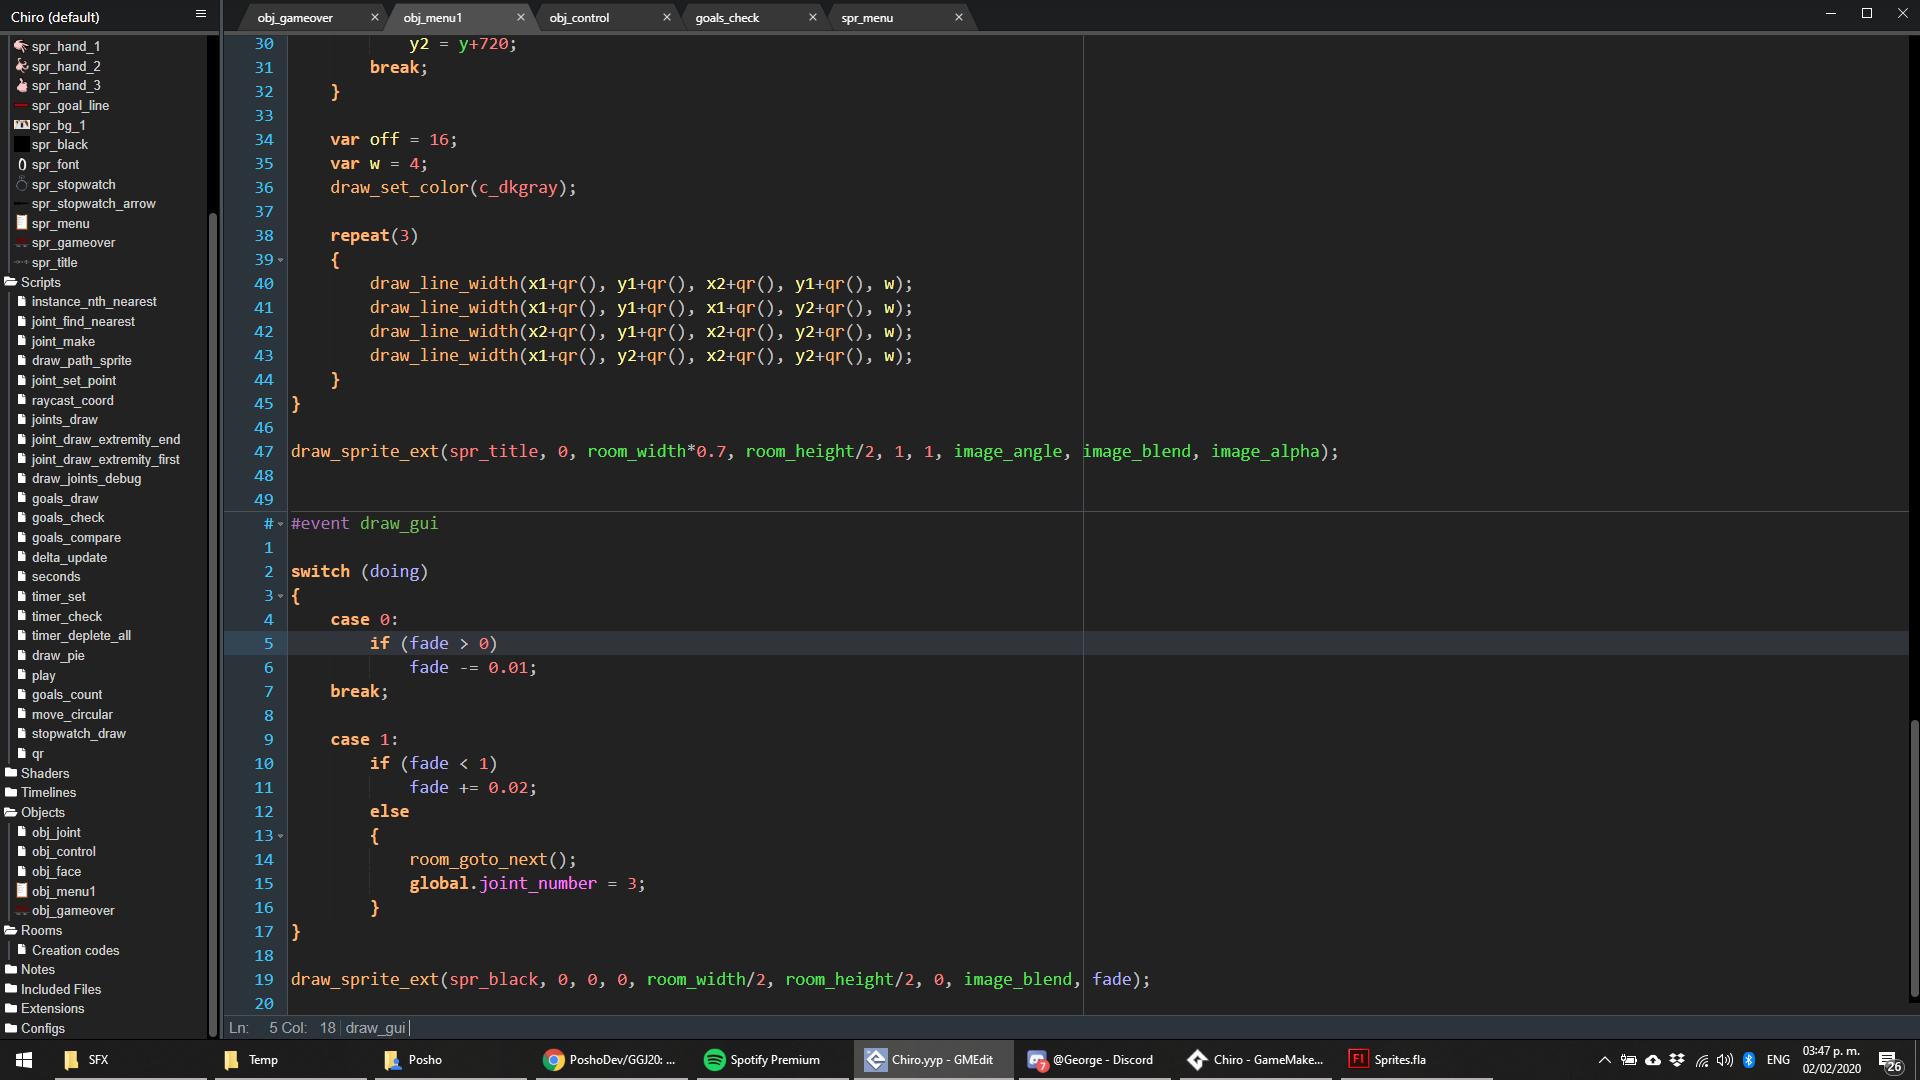 Chiro (default)
obj_gameover
obj_menu1
obj_control
goals_check
spr_menu
spr_hand_1
spr_hand_2
spr_hand_3
spr_goal_line
spr_bg_1
spr_black
spr_font
spr_stopwatch
spr_stopwatch_arrow
spr_menu
spr_gameover
spr_title
Scripts
instance_nth_nearest
joint_find_nearest
joint_make
draw_path_sprite
joint_set_point
raycast_coord
joints_draw
joint_draw_extremity_end
joint_draw_extremity_first
draw_joints_debug
goals_draw
goals_check
goals_compare
delta_update
seconds
timer_set
timer_check
timer_deplete_all
draw_pie
play
goals_count
move_circular
stopwatch_draw
qr
Shaders
Timelines
Objects
obj_joint
obj_control
obj_face
obj_menu1
obj_gameover
Rooms
Creation codes
Notes
Included Files
Extensions
Configs
30 y2 = y+720;
31 break;
32 }
33
34 var off = 16;
35 var w = 4;
36 draw_set_color(c_dkgray);
37
38 repeat(3)
39 {
40 draw_line_width(x1+qr(), y1+qr(), x2+qr(), y1+qr(), w);
41 draw_line_width(x1+qr(), y1+qr(), x1+qr(), y2+qr(), w);
42 draw_line_width(x2+qr(), y1+qr(), x2+qr(), y2+qr(), w);
43 draw_line_width(x1+qr(), y2+qr(), x2+qr(), y2+qr(), w);
44 }
45 }
46
47 draw_sprite_ext(spr_title, 0, room_width*0.7, room_height/2, 1, 1, image_angle, image_blend, image_alpha);
48
49
# #event draw_gui
1
2 switch (doing)
3 {
4 case 0:
5 if (fade > 0)
6 fade -= 0.01;
7 break;
8
9 case 1:
10 if (fade < 1)
11 fade += 0.02;
12 else
13 {
14 room_goto_next();
15 global.joint_number = 3;
16 }
17 }
18
19 draw_sprite_ext(spr_black, 0, 0, 0, room_width/2, room_height/2, 0, image_blend, fade);
20
Ln: 5 Col: 18 draw_gui
SFX
Temp
Posho
PoshoDev/GGJ20: ...
Spotify Premium
Chiro.yyp - GMEdit
7
@George - Discord
Chiro - GameMake...
Fl
Sprites.fla
ENG
03:47 p. m.
02/02/2020
26